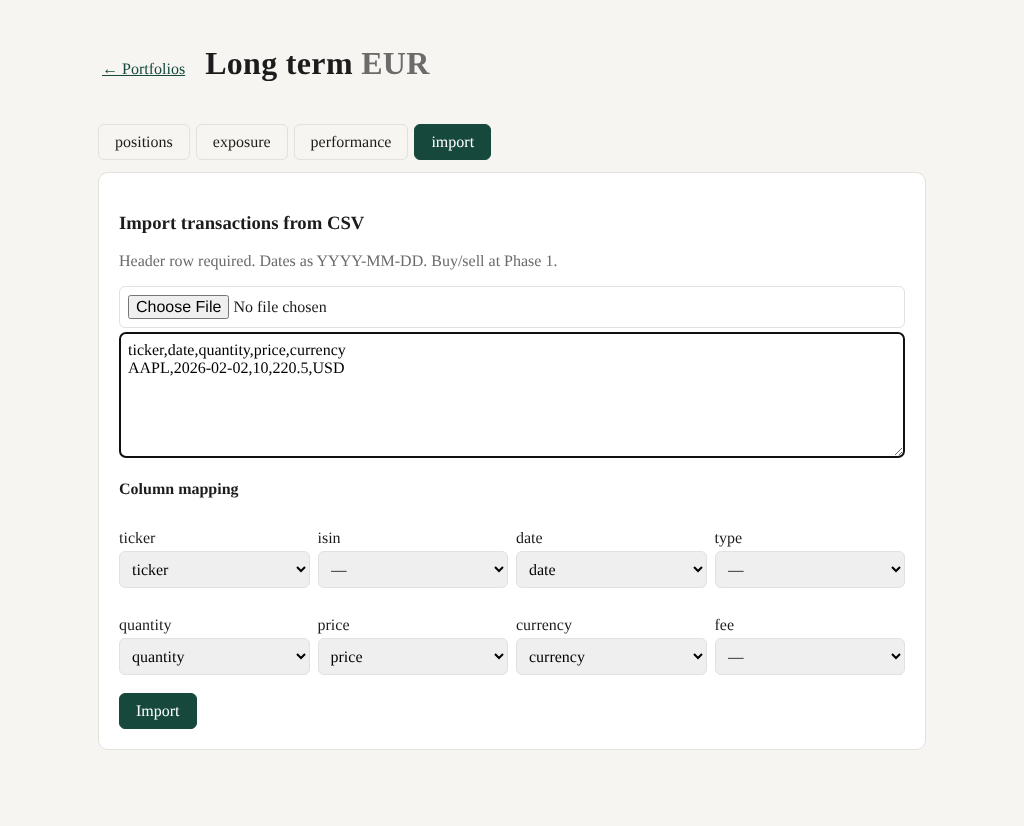 ← Portfolios Long term EUR
positions exposure performance import
Import transactions from CSV
Header row required. Dates as YYYY-MM-DD. Buy/sell at Phase 1.
Choose File No file chosen
ticker,date,quantity,price,currency
AAPL,2026-02-02,10,220.5,USD
Column mapping
ticker isin date type
ticker — date —
quantity price currency fee
quantity price currency —
Import